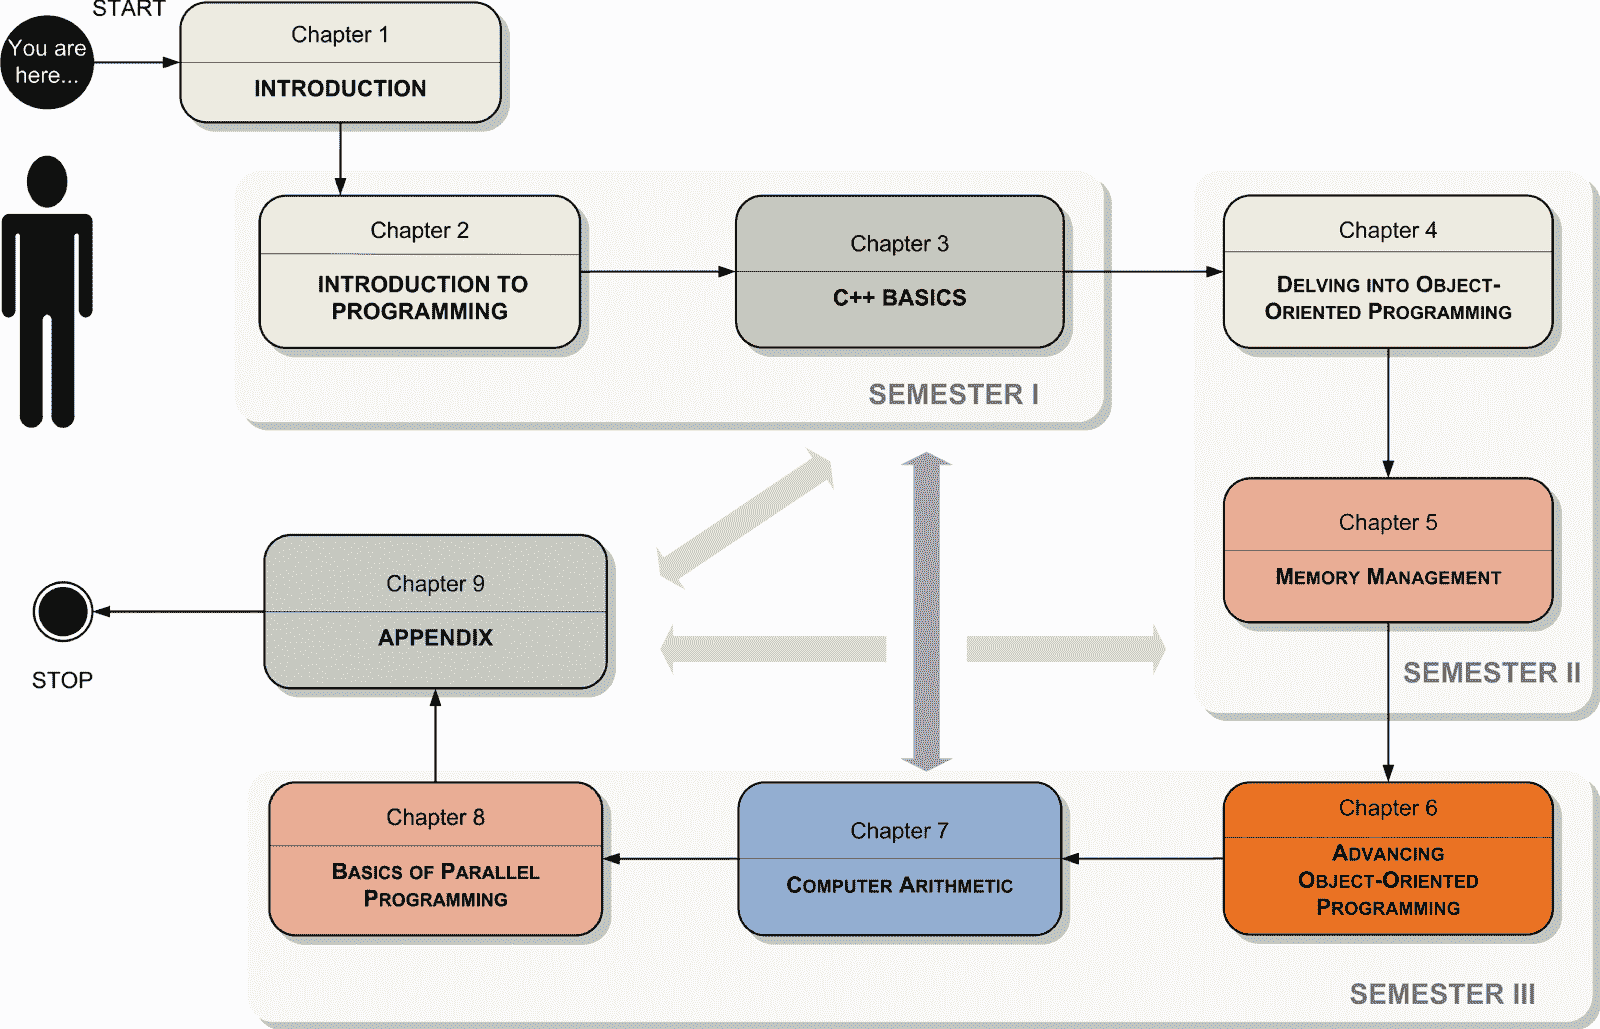 START
You are
here...
Chapter 1
INTRODUCTION
Chapter 2
INTRODUCTION TO
PROGRAMMING
Chapter 3
C++ BASICS
SEMESTER I
Chapter 4
DELVING INTO OBJECT-
ORIENTED PROGRAMMING
Chapter 5
MEMORY MANAGEMENT
SEMESTER II
Chapter 6
ADVANCING
OBJECT-ORIENTED
PROGRAMMING
Chapter 7
COMPUTER ARITHMETIC
Chapter 8
BASICS OF PARALLEL
PROGRAMMING
SEMESTER III
Chapter 9
APPENDIX
STOP